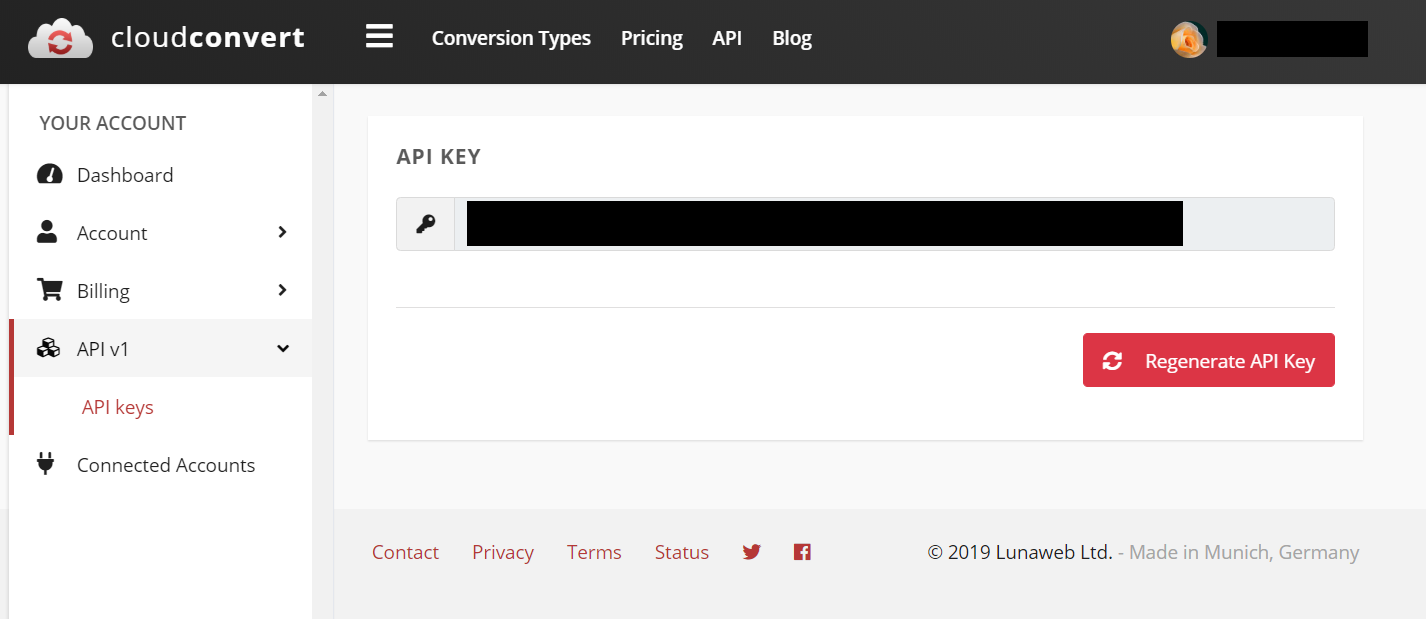 cloudconvert
Conversion Types
Pricing
API
Blog
YOUR ACCOUNT
Dashboard
Account
Billing
API v1
API keys
Connected Accounts
API KEY
Regenerate API Key
Contact
Privacy
Terms
Status
© 2019 Lunaweb Ltd. - Made in Munich, Germany